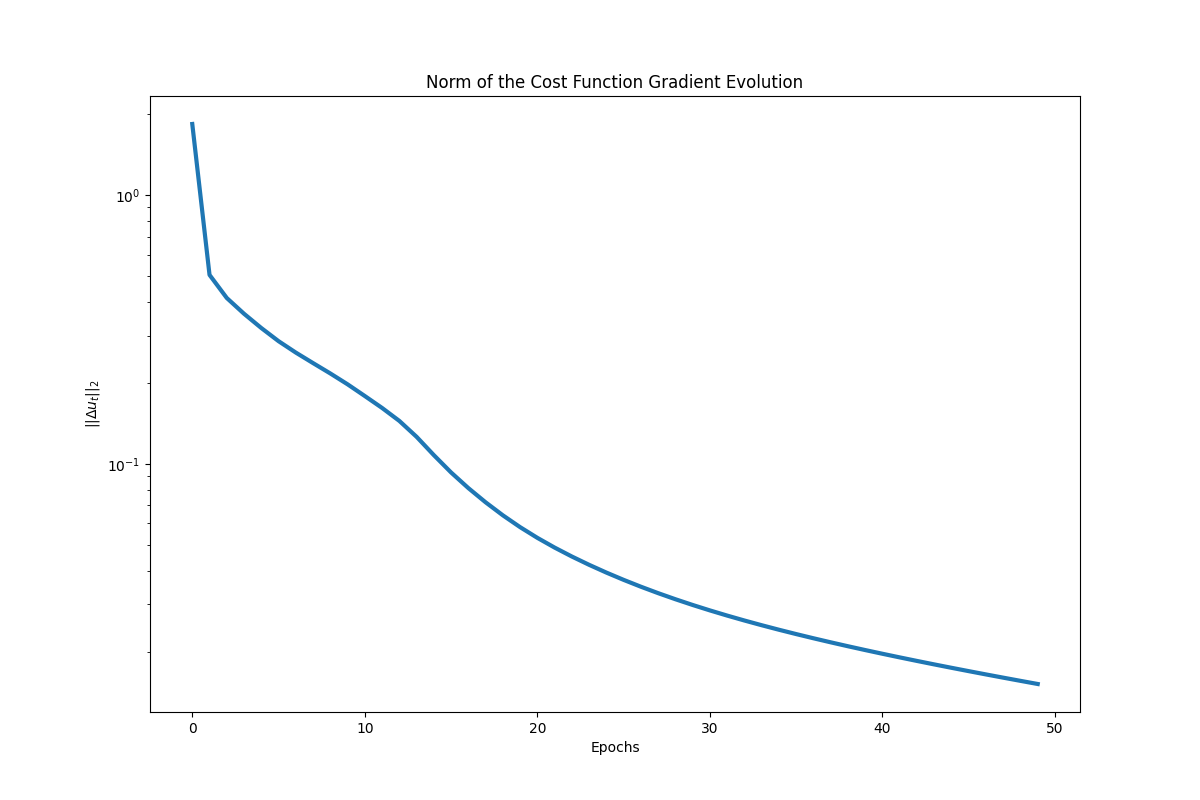 Norm of the Cost Function Gradient Evolution
||Δu_t||_2
10^0
10^{-1}
0 10 20 30 40 50
Epochs